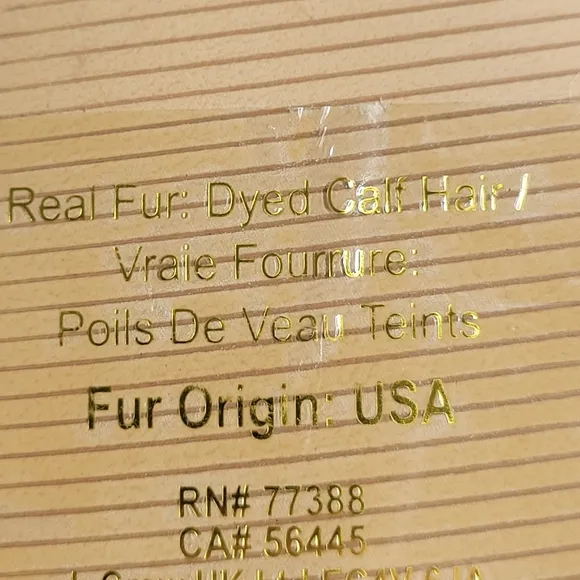 Real Fur: Dyed Calf Hair /
Vraie Fourrure:
Poils De Veau Teints
Fur Origin: USA
RN# 77388
CA# 56445